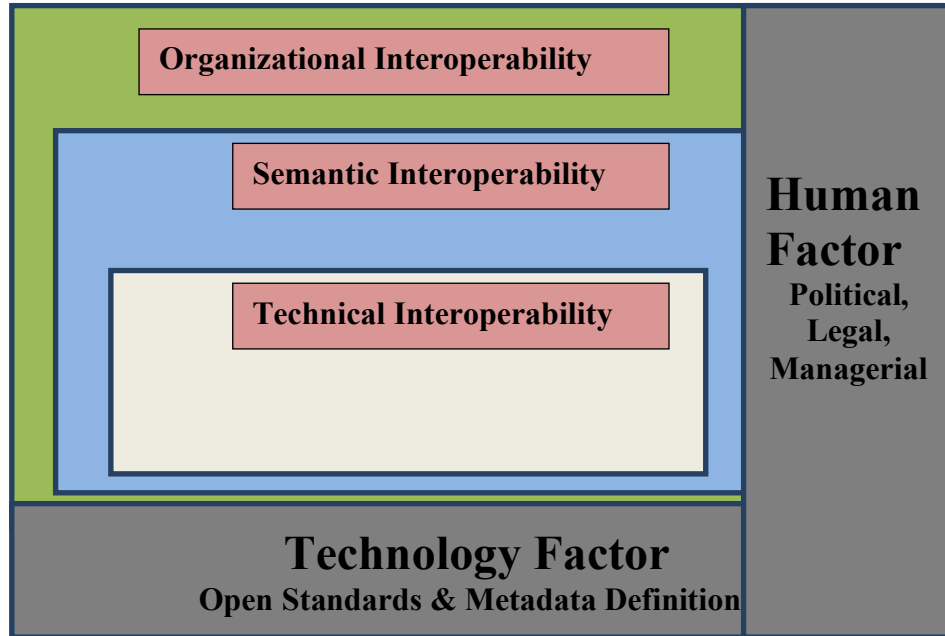 Organizational Interoperability
Semantic Interoperability
Technical Interoperability
Human
Factor
Political,
Legal,
Managerial
Technology Factor
Open Standards & Metadata Definition